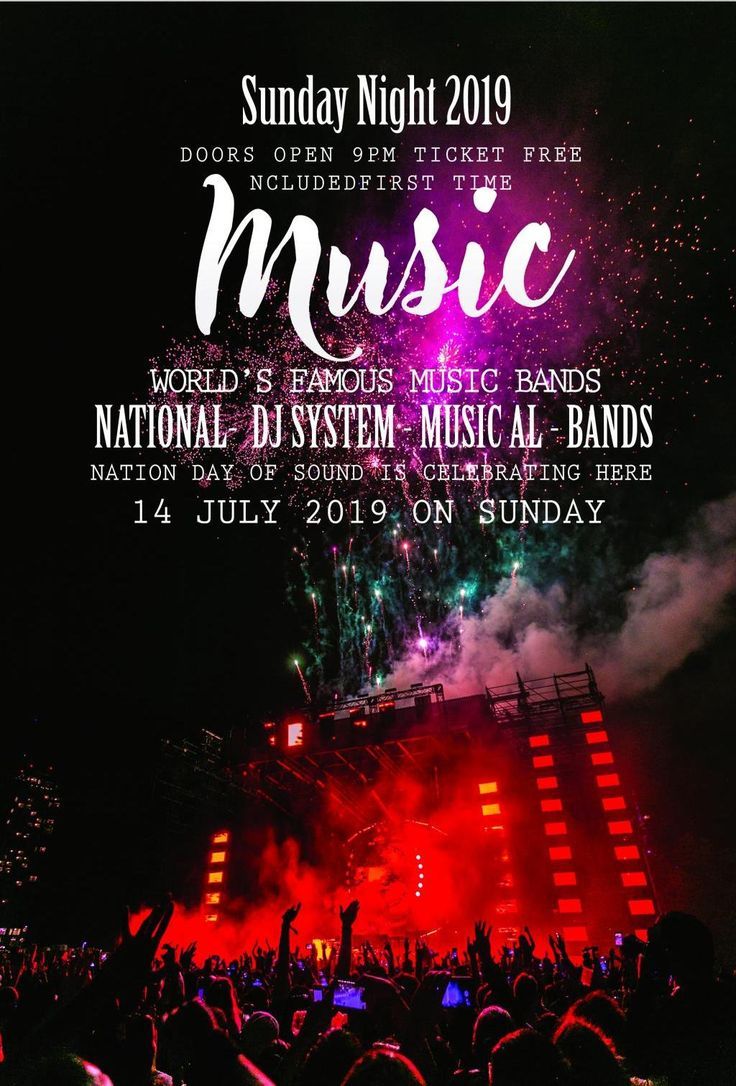 Sunday Night 2019
DOORS OPEN 9PM TICKET FREE
NCLUDEDFIRST TIME
Music
WORLD'S FAMOUS MUSIC BANDS
NATIONAL- DJ SYSTEM - MUSIC AL - BANDS
NATION DAY OF SOUND IS CELEBRATING HERE
14 JULY 2019 ON SUNDAY